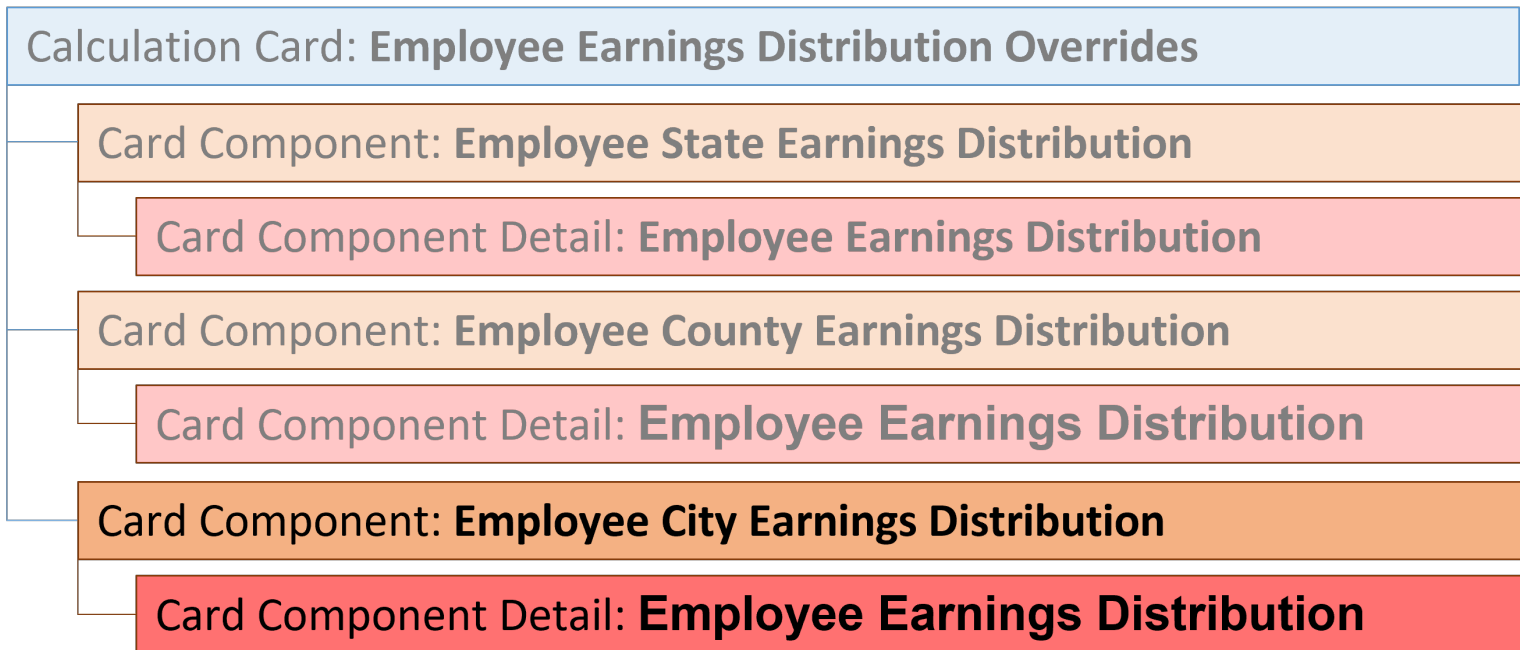 Calculation Card: Employee Earnings Distribution Overrides
Card Component: Employee State Earnings Distribution
Card Component Detail: Employee Earnings Distribution
Card Component: Employee County Earnings Distribution
Card Component Detail: Employee Earnings Distribution
Card Component: Employee City Earnings Distribution
Card Component Detail: Employee Earnings Distribution